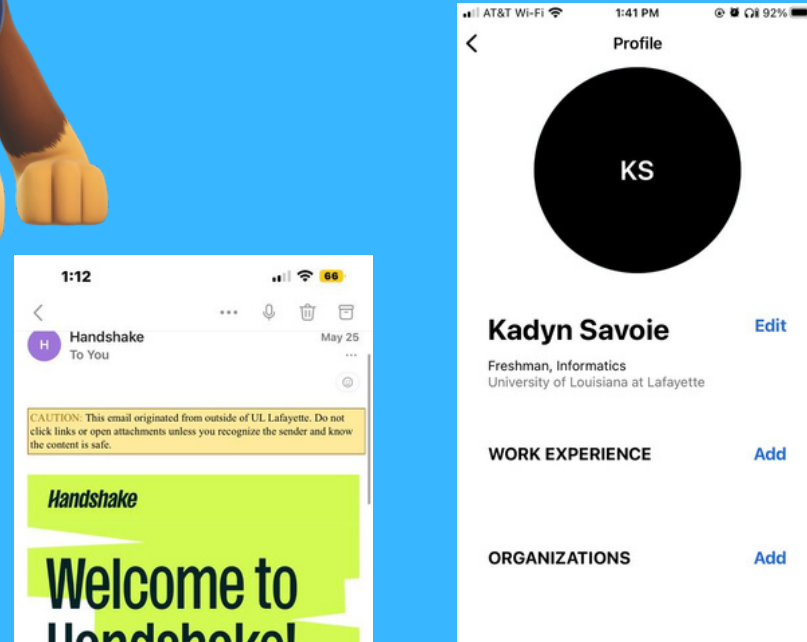 AT&T Wi-Fi 1:41 PM 92%
Profile
KS
Kadyn Savoie Edit
Freshman, Informatics
University of Louisiana at Lafayette
WORK EXPERIENCE Add
ORGANIZATIONS Add
1:12 66
H Handshake May 25
To You
CAUTION: This email originated from outside of UL Lafayette. Do not
click links or open attachments unless you recognize the sender and know
the content is safe.
Handshake
Welcome to
Handshake!